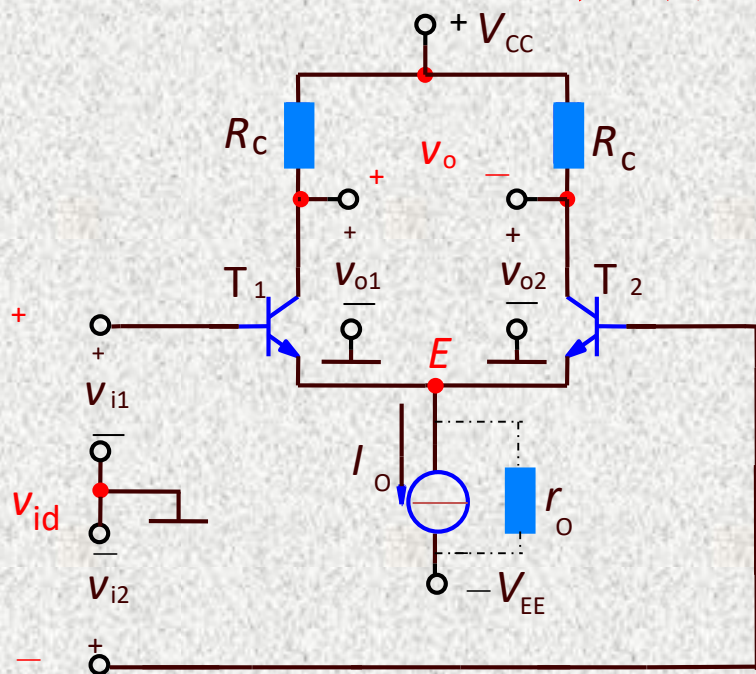 + VCC
RC
vo
RC
+
—
+
+
T1
vo1
vo2
T2
—
—
+
+
E
vi1
—
IO
rO
vid
—
vi2
— VEE
+
—